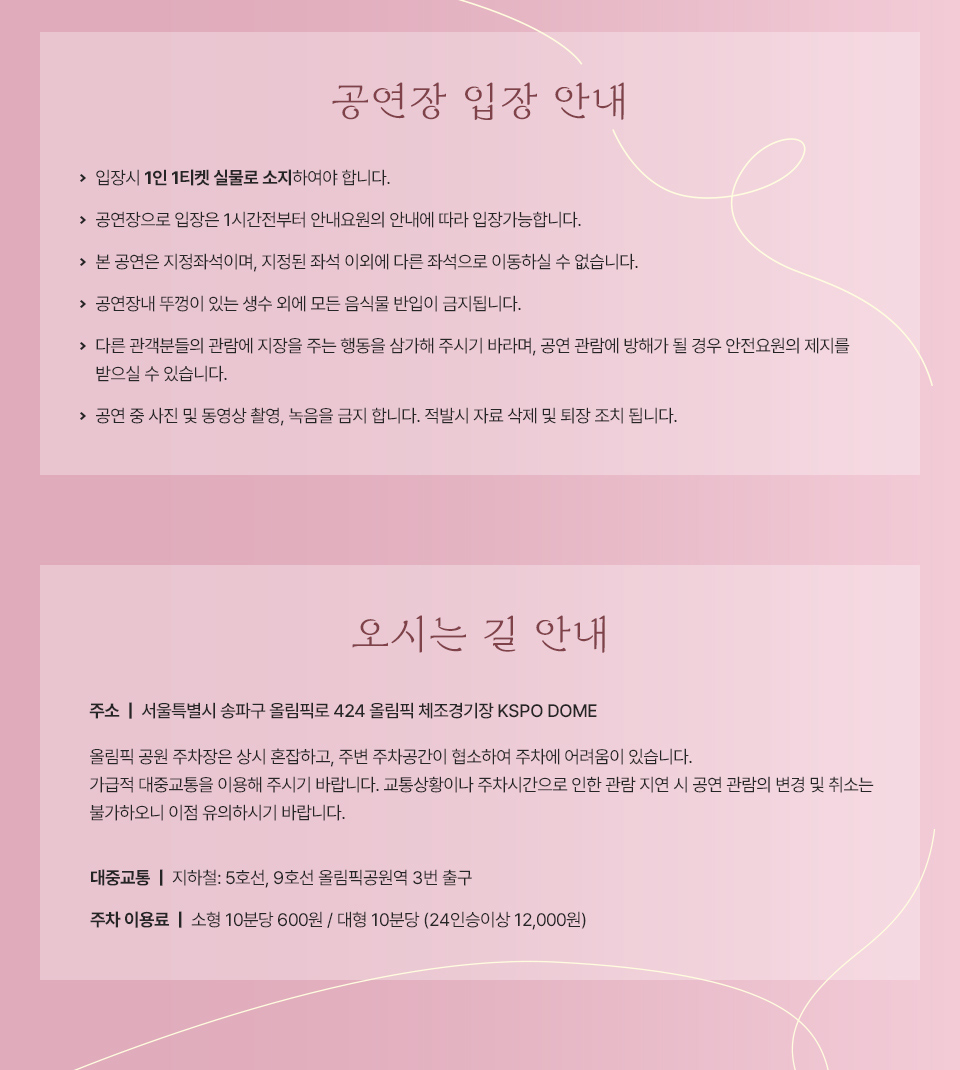 공연장 입장 안내
› 입장시 1인 1티켓 실물로 소지하여야 합니다.
› 공연장으로 입장은 1시간전부터 안내요원의 안내에 따라 입장가능합니다.
› 본 공연은 지정좌석이며, 지정된 좌석 이외에 다른 좌석으로 이동하실 수 없습니다.
› 공연장내 뚜껑이 있는 생수 외에 모든 음식물 반입이 금지됩니다.
› 다른 관객분들의 관람에 지장을 주는 행동을 삼가해 주시기 바라며, 공연 관람에 방해가 될 경우 안전요원의 제지를
받으실 수 있습니다.
› 공연 중 사진 및 동영상 촬영, 녹음을 금지 합니다. 적발시 자료 삭제 및 퇴장 조치 됩니다.
오시는 길 안내
주소 | 서울특별시 송파구 올림픽로 424 올림픽 체조경기장 KSPO DOME
올림픽 공원 주차장은 상시 혼잡하고, 주변 주차공간이 협소하여 주차에 어려움이 있습니다.
가급적 대중교통을 이용해 주시기 바랍니다. 교통상황이나 주차시간으로 인한 관람 지연 시 공연 관람의 변경 및 취소는
불가하오니 이점 유의하시기 바랍니다.
대중교통 | 지하철: 5호선, 9호선 올림픽공원역 3번 출구
주차 이용료 | 소형 10분당 600원 / 대형 10분당 (24인승이상 12,000원)